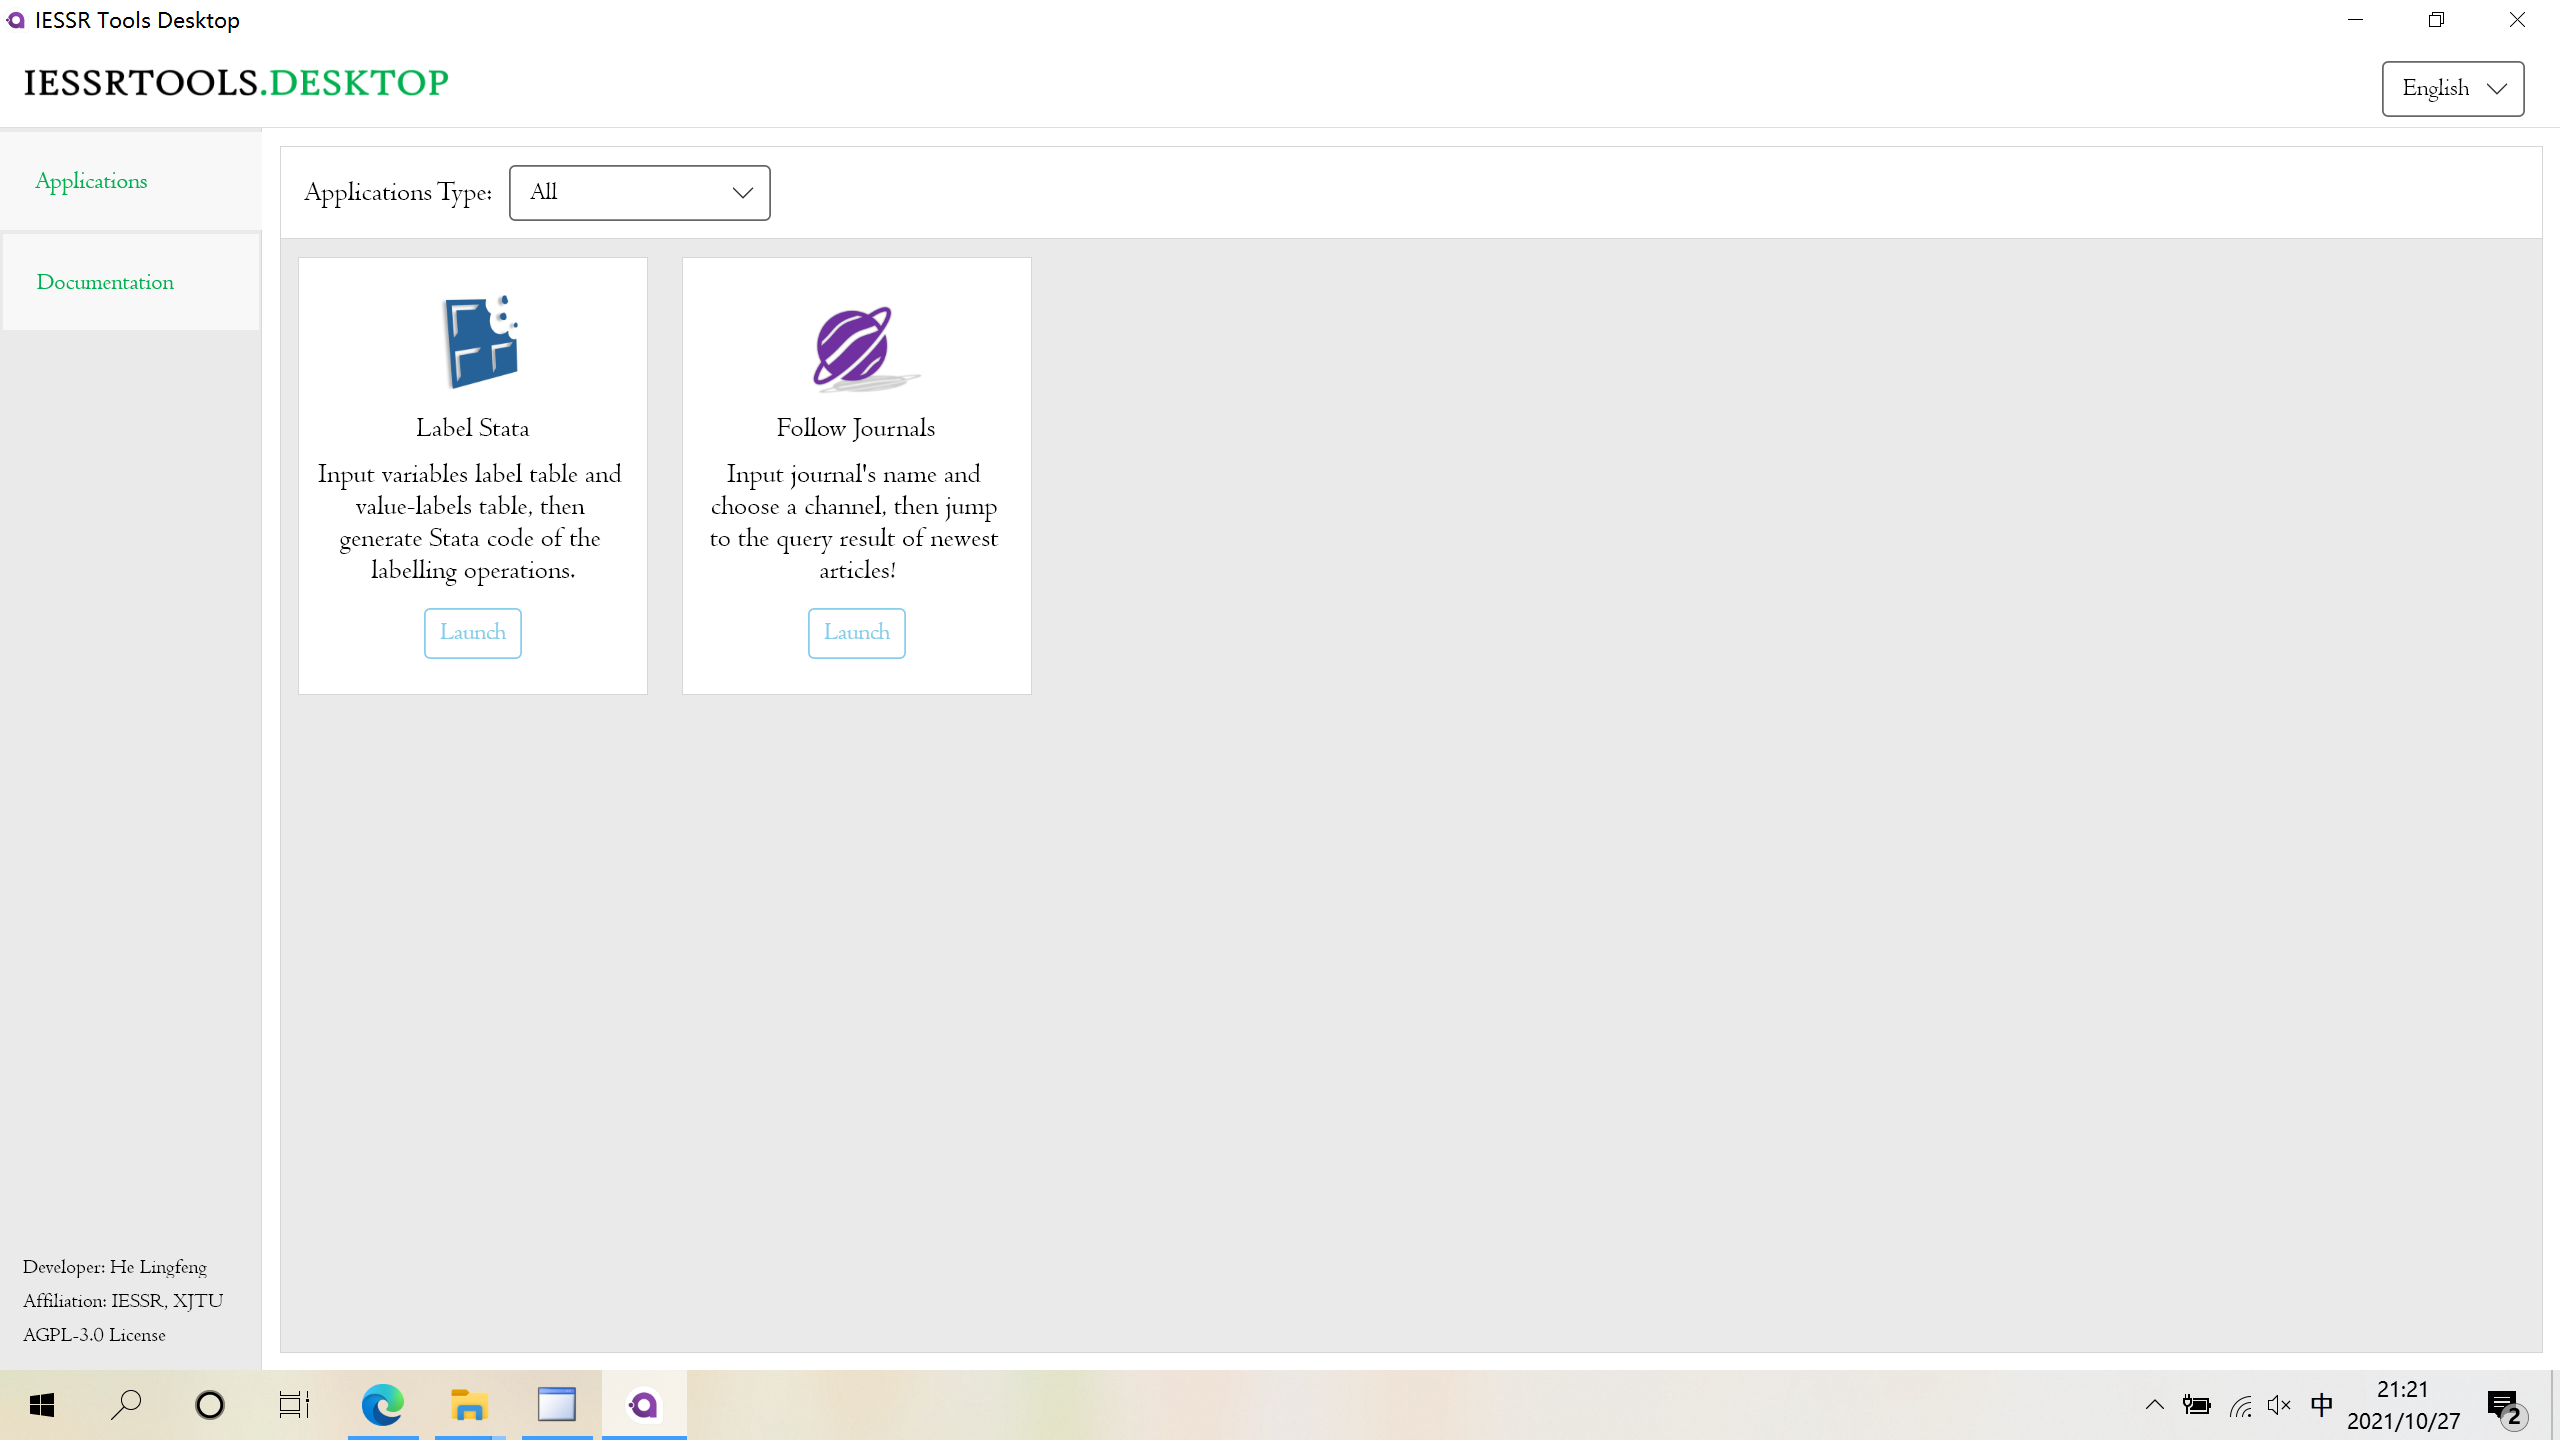 IESSR Tools Desktop
IESSRTOOLS.DESKTOP
English
Applications
Documentation
Applications Type:
All
Label Stata
Input variables label table and
value-labels table, then
generate Stata code of the
labelling operations.
Launch
Follow Journals
Input journal's name and
choose a channel, then jump
to the query result of newest
articles!
Launch
Developer: He Lingfeng
Affiliation: IESSR, XJTU
AGPL-3.0 License
中
21:21
2021/10/27
2